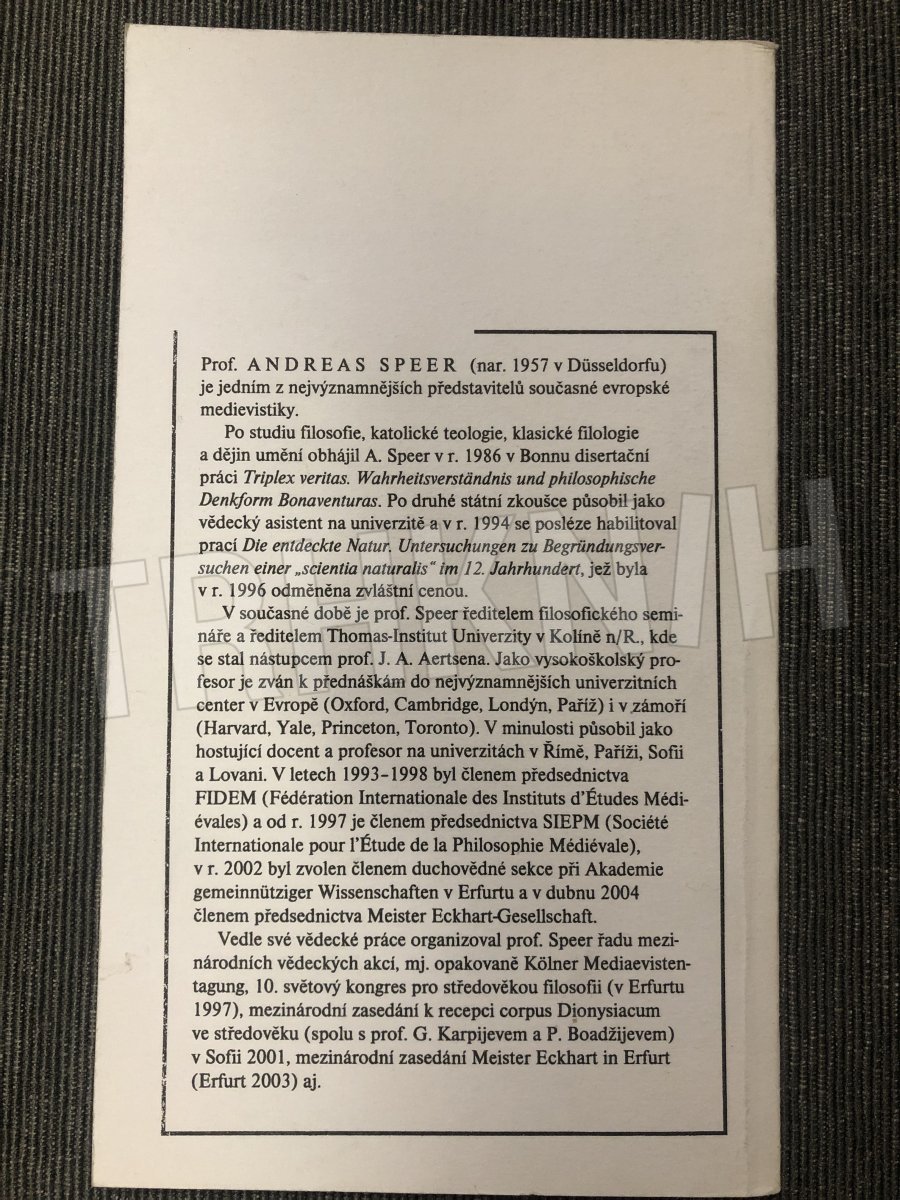 Prof. ANDREAS SPEER (nar. 1957 v Düsseldorfu)
je jedním z nejvýznamnějších představitelů současné evropské
medievistiky.
Po studiu filosofie, katolické teologie, klasické filologie
a dějin umění obhájil A. Speer v r. 1986 v Bonnu disertační
práci Triplex veritas. Wahrheitsverständnis und philosophische
Denkform Bonaventuras. Po druhé státní zkoušce působil jako
vědecký asistent na univerzitě a v r. 1994 se posléze habilitoval
prací Die entdeckte Natur. Untersuchungen zu Begründungsver-
suchen einer „scientia naturalis“ im 12. Jahrhundert, jež byla
v r. 1996 odměněna zvláštní cenou.
V současné době je prof. Speer ředitelem filosofického semi-
náře a ředitelem Thomas-Institut Univerzity v Kolíně n/R., kde
se stal nástupcem prof. J. A. Aertsena. Jako vysokoškolský pro-
fesor je zván k přednáškám do nejvýznamnějších univerzitních
center v Evropě (Oxford, Cambridge, Londýn, Paříž) i v zámoří
(Harvard, Yale, Princeton, Toronto). V minulosti působil jako
hostující docent a profesor na univerzitách v Římě, Paříži, Sofii
a Lovani. V letech 1993–1998 byl členem předsednictva
FIDEM (Fédération Internationale des Instituts d'Études Médi-
évales) a od r. 1997 je členem předsednictva SIEPM (Société
Internationale pour l'Étude de la Philosophie Médiévale),
v r. 2002 byl zvolen členem duchovědné sekce při Akademie
gemeinnütziger Wissenschaften v Erfurtu a v dubnu 2004
členem předsednictva Meister Eckhart-Gesellschaft.
Vedle své vědecké práce organizoval prof. Speer řadu mezi-
národních vědeckých akcí, mj. opakovaně Kölner Mediaevisten-
tagung, 10. světový kongres pro středověkou filosofii (v Erfurtu
1997), mezinárodní zasedání k recepci corpus Dionysiacum
ve středověku (spolu s prof. G. Karpijevem a P. Boadžijevem)
v Sofii 2001, mezinárodní zasedání Meister Eckhart in Erfurt
(Erfurt 2003) aj.